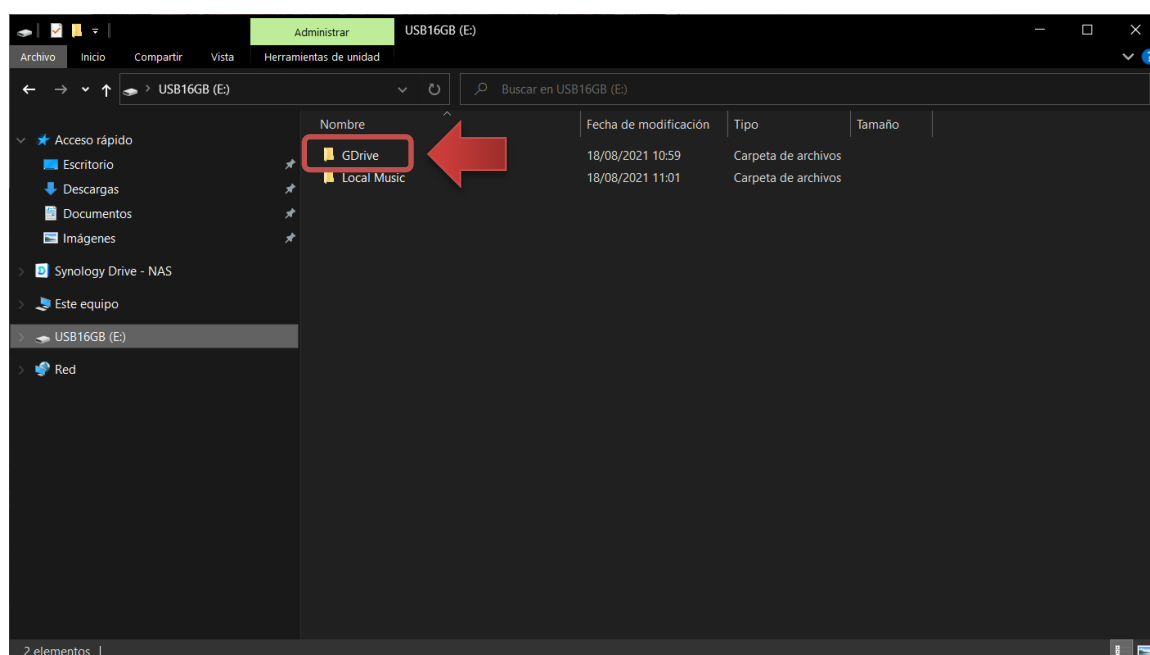 Administrar USB16GB (E:)
Archivo Inicio Compartir Vista Herramientas de unidad
USB16GB (E:) Buscar en USB16GB (E:)
Nombre Fecha de modificación Tipo Tamaño
Acceso rápido
Escritorio
Descargas
Documentos
Imágenes
Synology Drive - NAS
Este equipo
USB16GB (E:)
Red
GDrive 18/08/2021 10:59 Carpeta de archivos
Local Music 18/08/2021 11:01 Carpeta de archivos
2 elementos